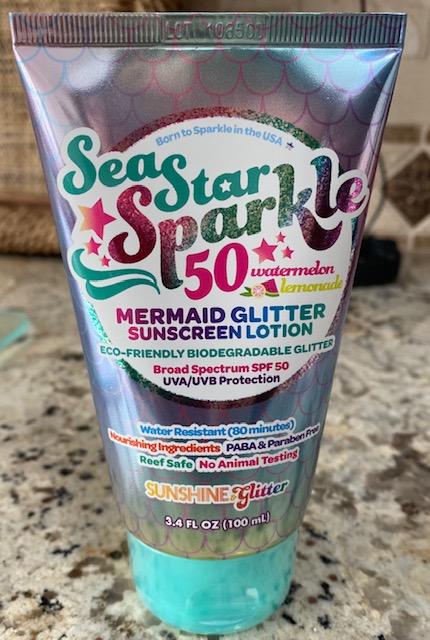 Born to Sparkle in the USA
Sea Star
Sparkle
50 watermelon
lemonade
MERMAID GLITTER
SUNSCREEN LOTION
ECO-FRIENDLY BIODEGRADABLE GLITTER
Broad Spectrum SPF 50
UVA/UVB Protection
Water Resistant (80 minutes)
Nourishing Ingredients PABA & Paraben Free
Reef Safe No Animal Testing
SUNSHINE & Glitter
3.4 FL OZ (100 mL)